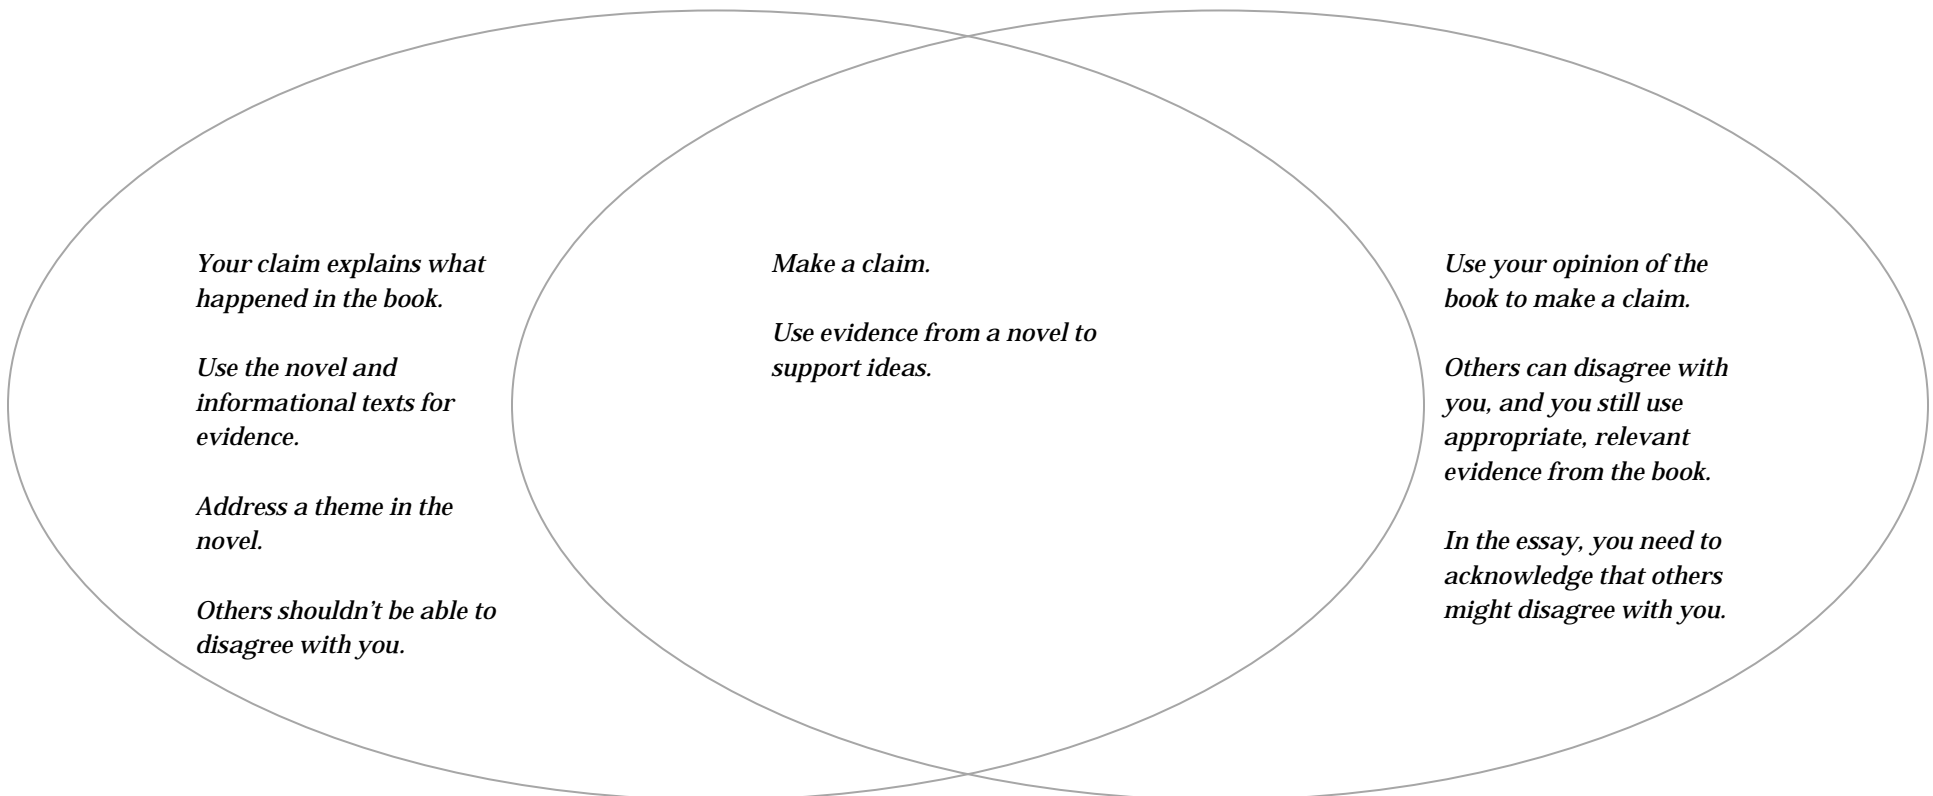 Your claim explains what
happened in the book.
Use the novel and
informational texts for
evidence.
Address a theme in the
novel.
Others shouldn’t be able to
disagree with you.
Make a claim.
Use evidence from a novel to
support ideas.
Use your opinion of the
book to make a claim.
Others can disagree with
you, and you still use
appropriate, relevant
evidence from the book.
In the essay, you need to
acknowledge that others
might disagree with you.